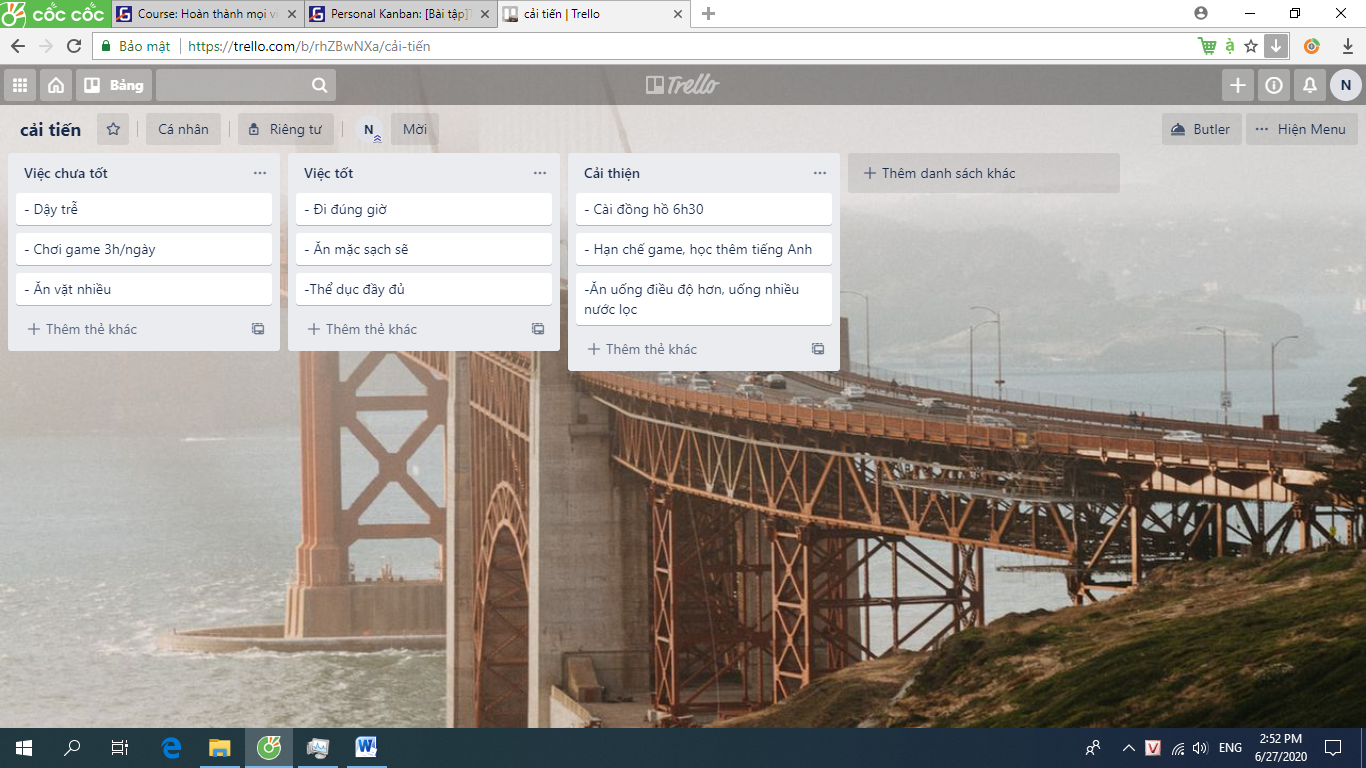 cốc cốc
Course: Hoàn thành mọi vi
Personal Kanban: [Bài tập]
cải tiến | Trello
Bảo mật
https://trello.com/b/rhZBwNXa/cải-tiến
Bảng
Trello
N
cải tiến
Cá nhân
Riêng tư
N
Mời
Butler
Hiện Menu
Việc chưa tốt
- Dậy trễ
- Chơi game 3h/ngày
- Ăn vặt nhiều
Thêm thẻ khác
Việc tốt
- Đi đúng giờ
- Ăn mặc sạch sẽ
-Thể dục đầy đủ
Thêm thẻ khác
Cải thiện
- Cài đồng hồ 6h30
- Hạn chế game, học thêm tiếng Anh
-Ăn uống điều độ hơn, uống nhiều
nước lọc
Thêm thẻ khác
Thêm danh sách khác
ENG
2:52 PM
6/27/2020